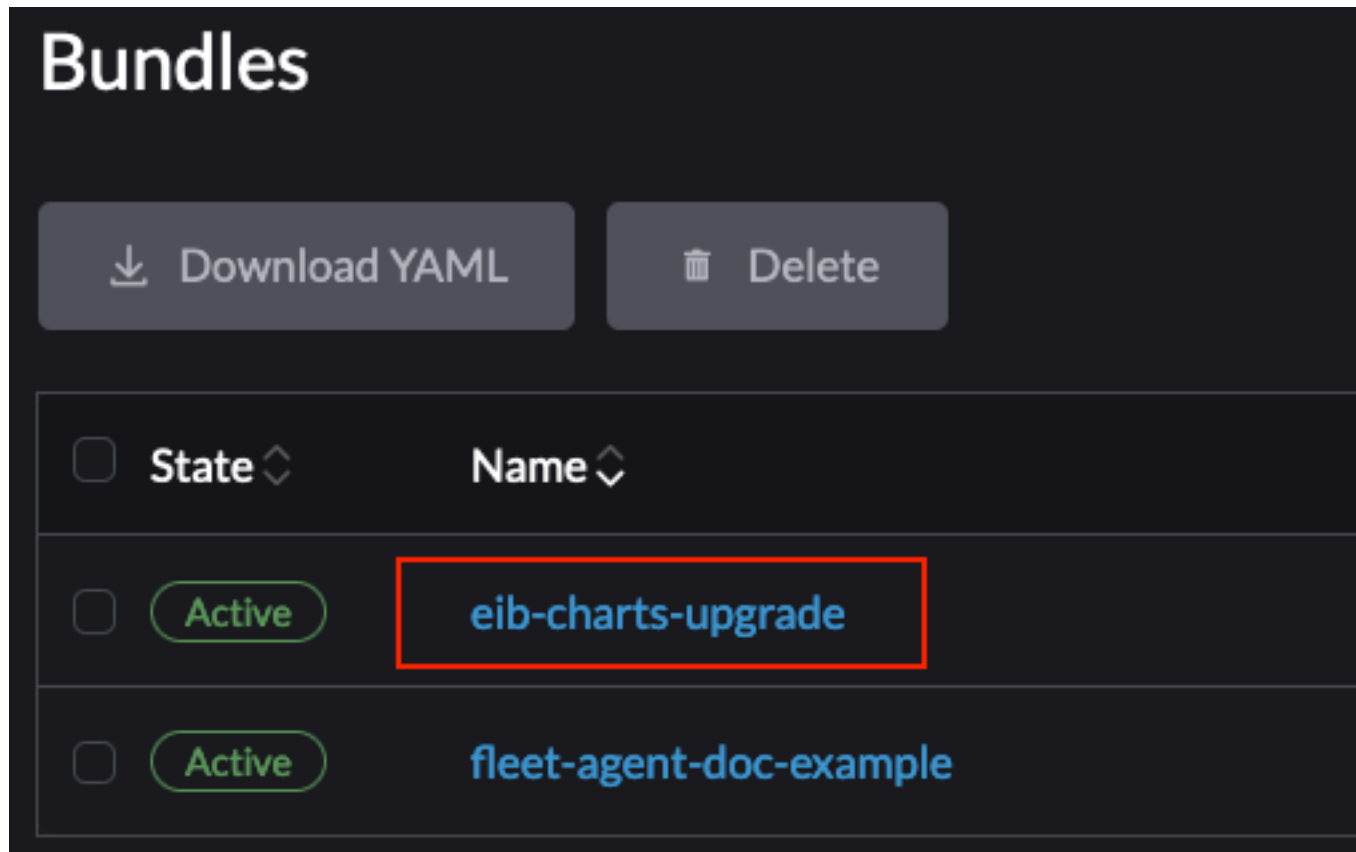 Bundles
Download YAML Delete
State Name
Active eib-charts-upgrade
Active fleet-agent-doc-example